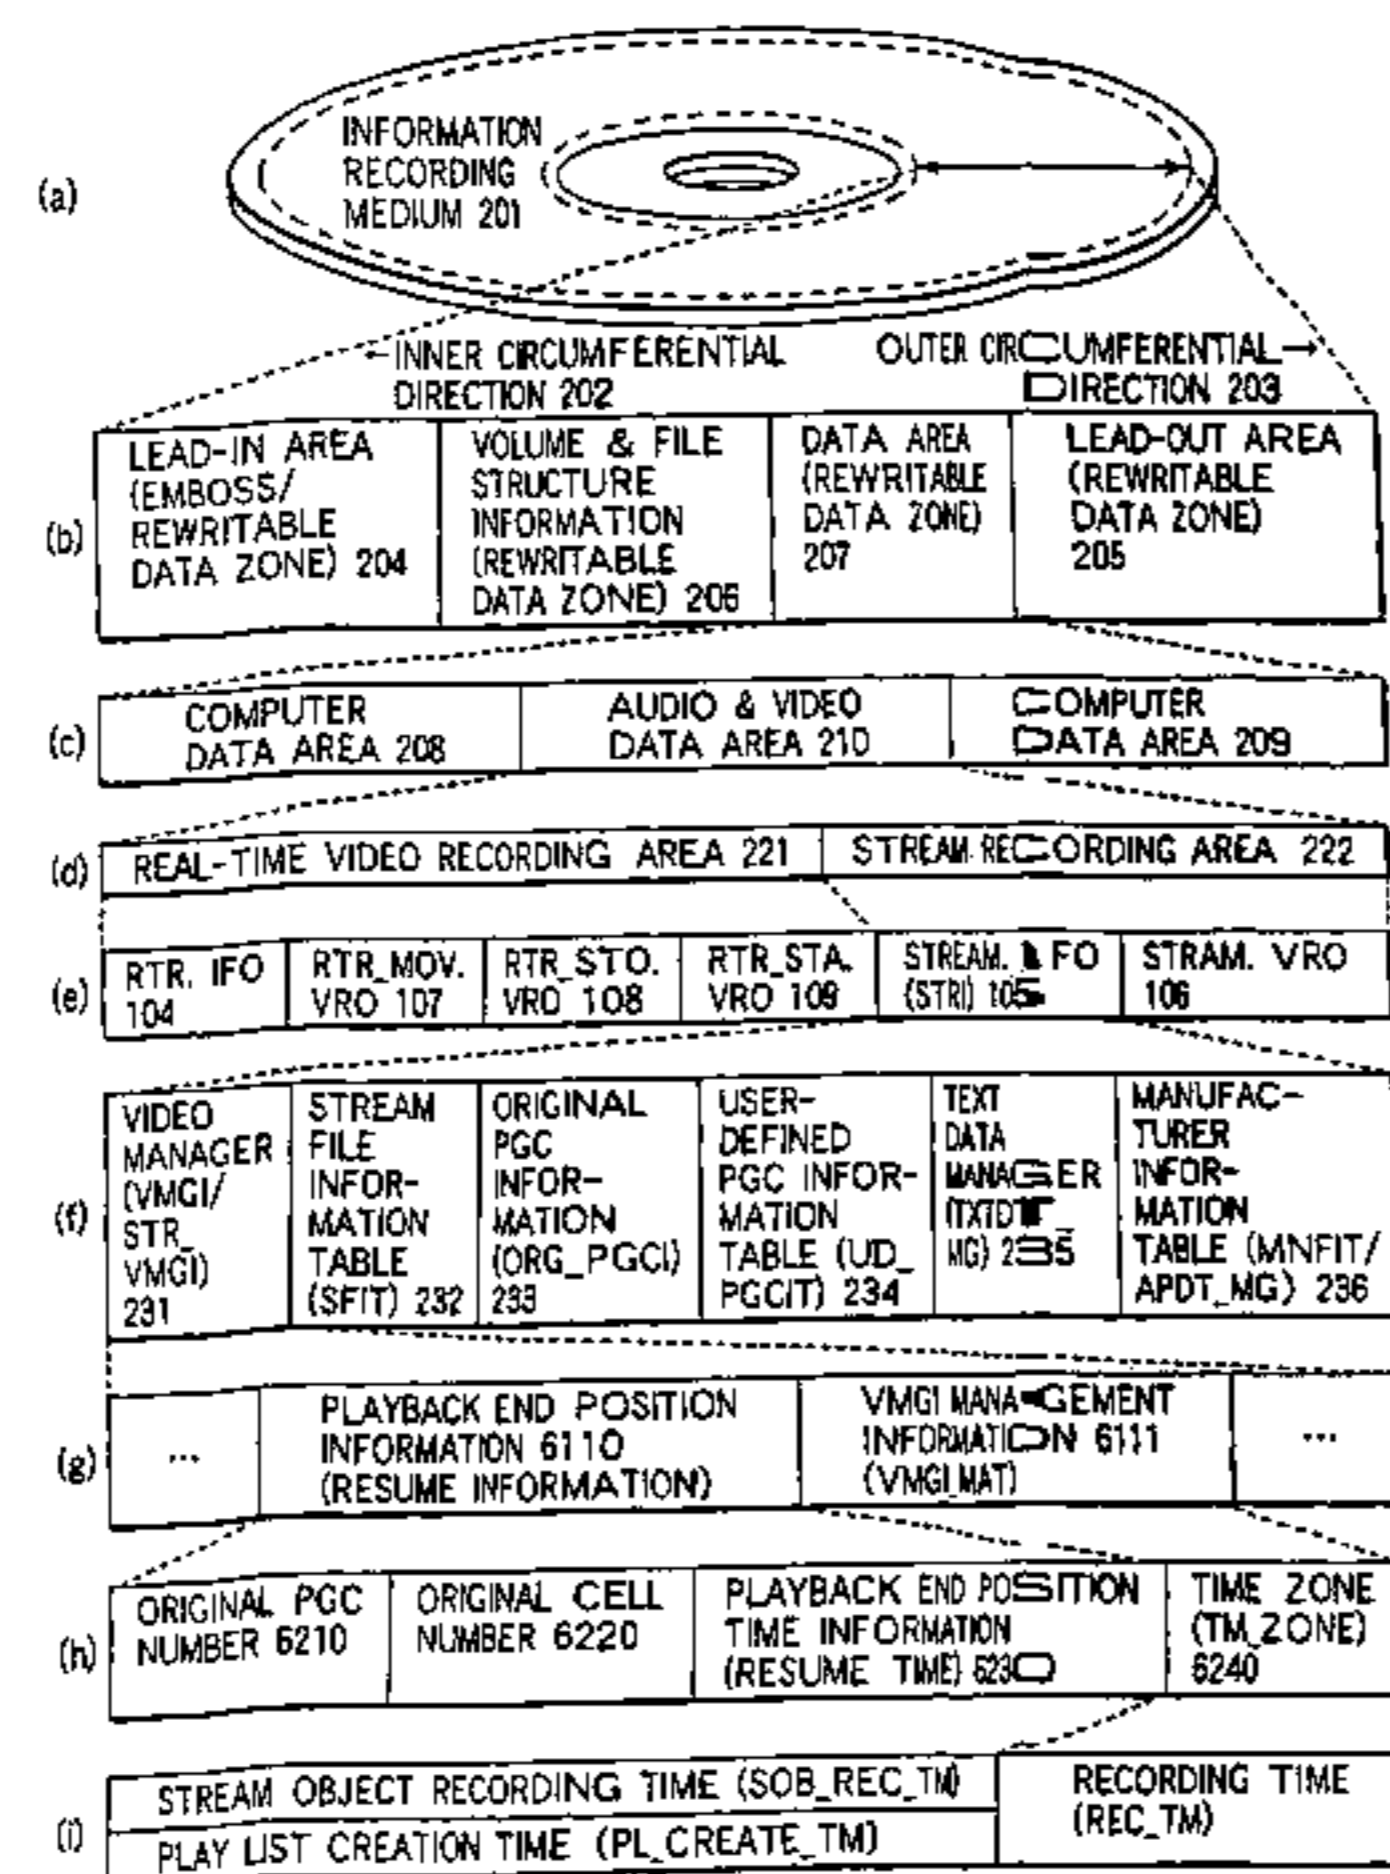 (a)
INFORMATION
RECORDING
MEDIUM 201
←INNER CIRCUMFERENTIAL
DIRECTION 202
OUTER CIRCUMFERENTIAL→
DIRECTION 203
(b)
LEAD-IN AREA
(EMBOSS/
REWRITABLE
DATA ZONE) 204
VOLUME & FILE
STRUCTURE
INFORMATION
(REWRITABLE
DATA ZONE) 206
DATA AREA
(REWRITABLE
DATA ZONE)
207
LEAD-OUT AREA
(REWRITABLE
DATA ZONE)
205
(c)
COMPUTER
DATA AREA 208
AUDIO & VIDEO
DATA AREA 210
COMPUTER
DATA AREA 209
(d)
REAL-TIME VIDEO RECORDING AREA 221
STREAM RECORDING AREA 222
(e)
RTR. IFO
104
RTR_MOV.
VRO 107
RTR_STO.
VRO 108
RTR_STA.
VRO 109
STREAM. IFO
(STRI) 105
STRAM. VRO
106
(f)
VIDEO
MANAGER
(VMGI/
STR_
VMGI)
231
STREAM
FILE
INFOR-
MATION
TABLE
(SFIT) 232
ORIGINAL
PGC
INFOR-
MATION
(ORG_PGCI)
233
USER-
DEFINED
PGC INFOR-
MATION
TABLE (UD_
PGCIT) 234
TEXT
DATA
MANAGER
(TXTDT_
MG) 235
MANUFAC-
TURER
INFOR-
MATION
TABLE (MNFIT/
APDT_MG) 236
(g)
...
PLAYBACK END POSITION
INFORMATION 6110
(RESUME INFORMATION)
VMGI MANAGEMENT
INFORMATION 6111
(VMGI_MAT)
...
(h)
ORIGINAL PGC
NUMBER 6210
ORIGINAL CELL
NUMBER 6220
PLAYBACK END POSITION
TIME INFORMATION
(RESUME TIME) 6230
TIME ZONE
(TM_ZONE)
6240
(i)
STREAM OBJECT RECORDING TIME (SOB_REC_TM)
PLAY LIST CREATION TIME (PL_CREATE_TM)
RECORDING TIME
(REC_TM)